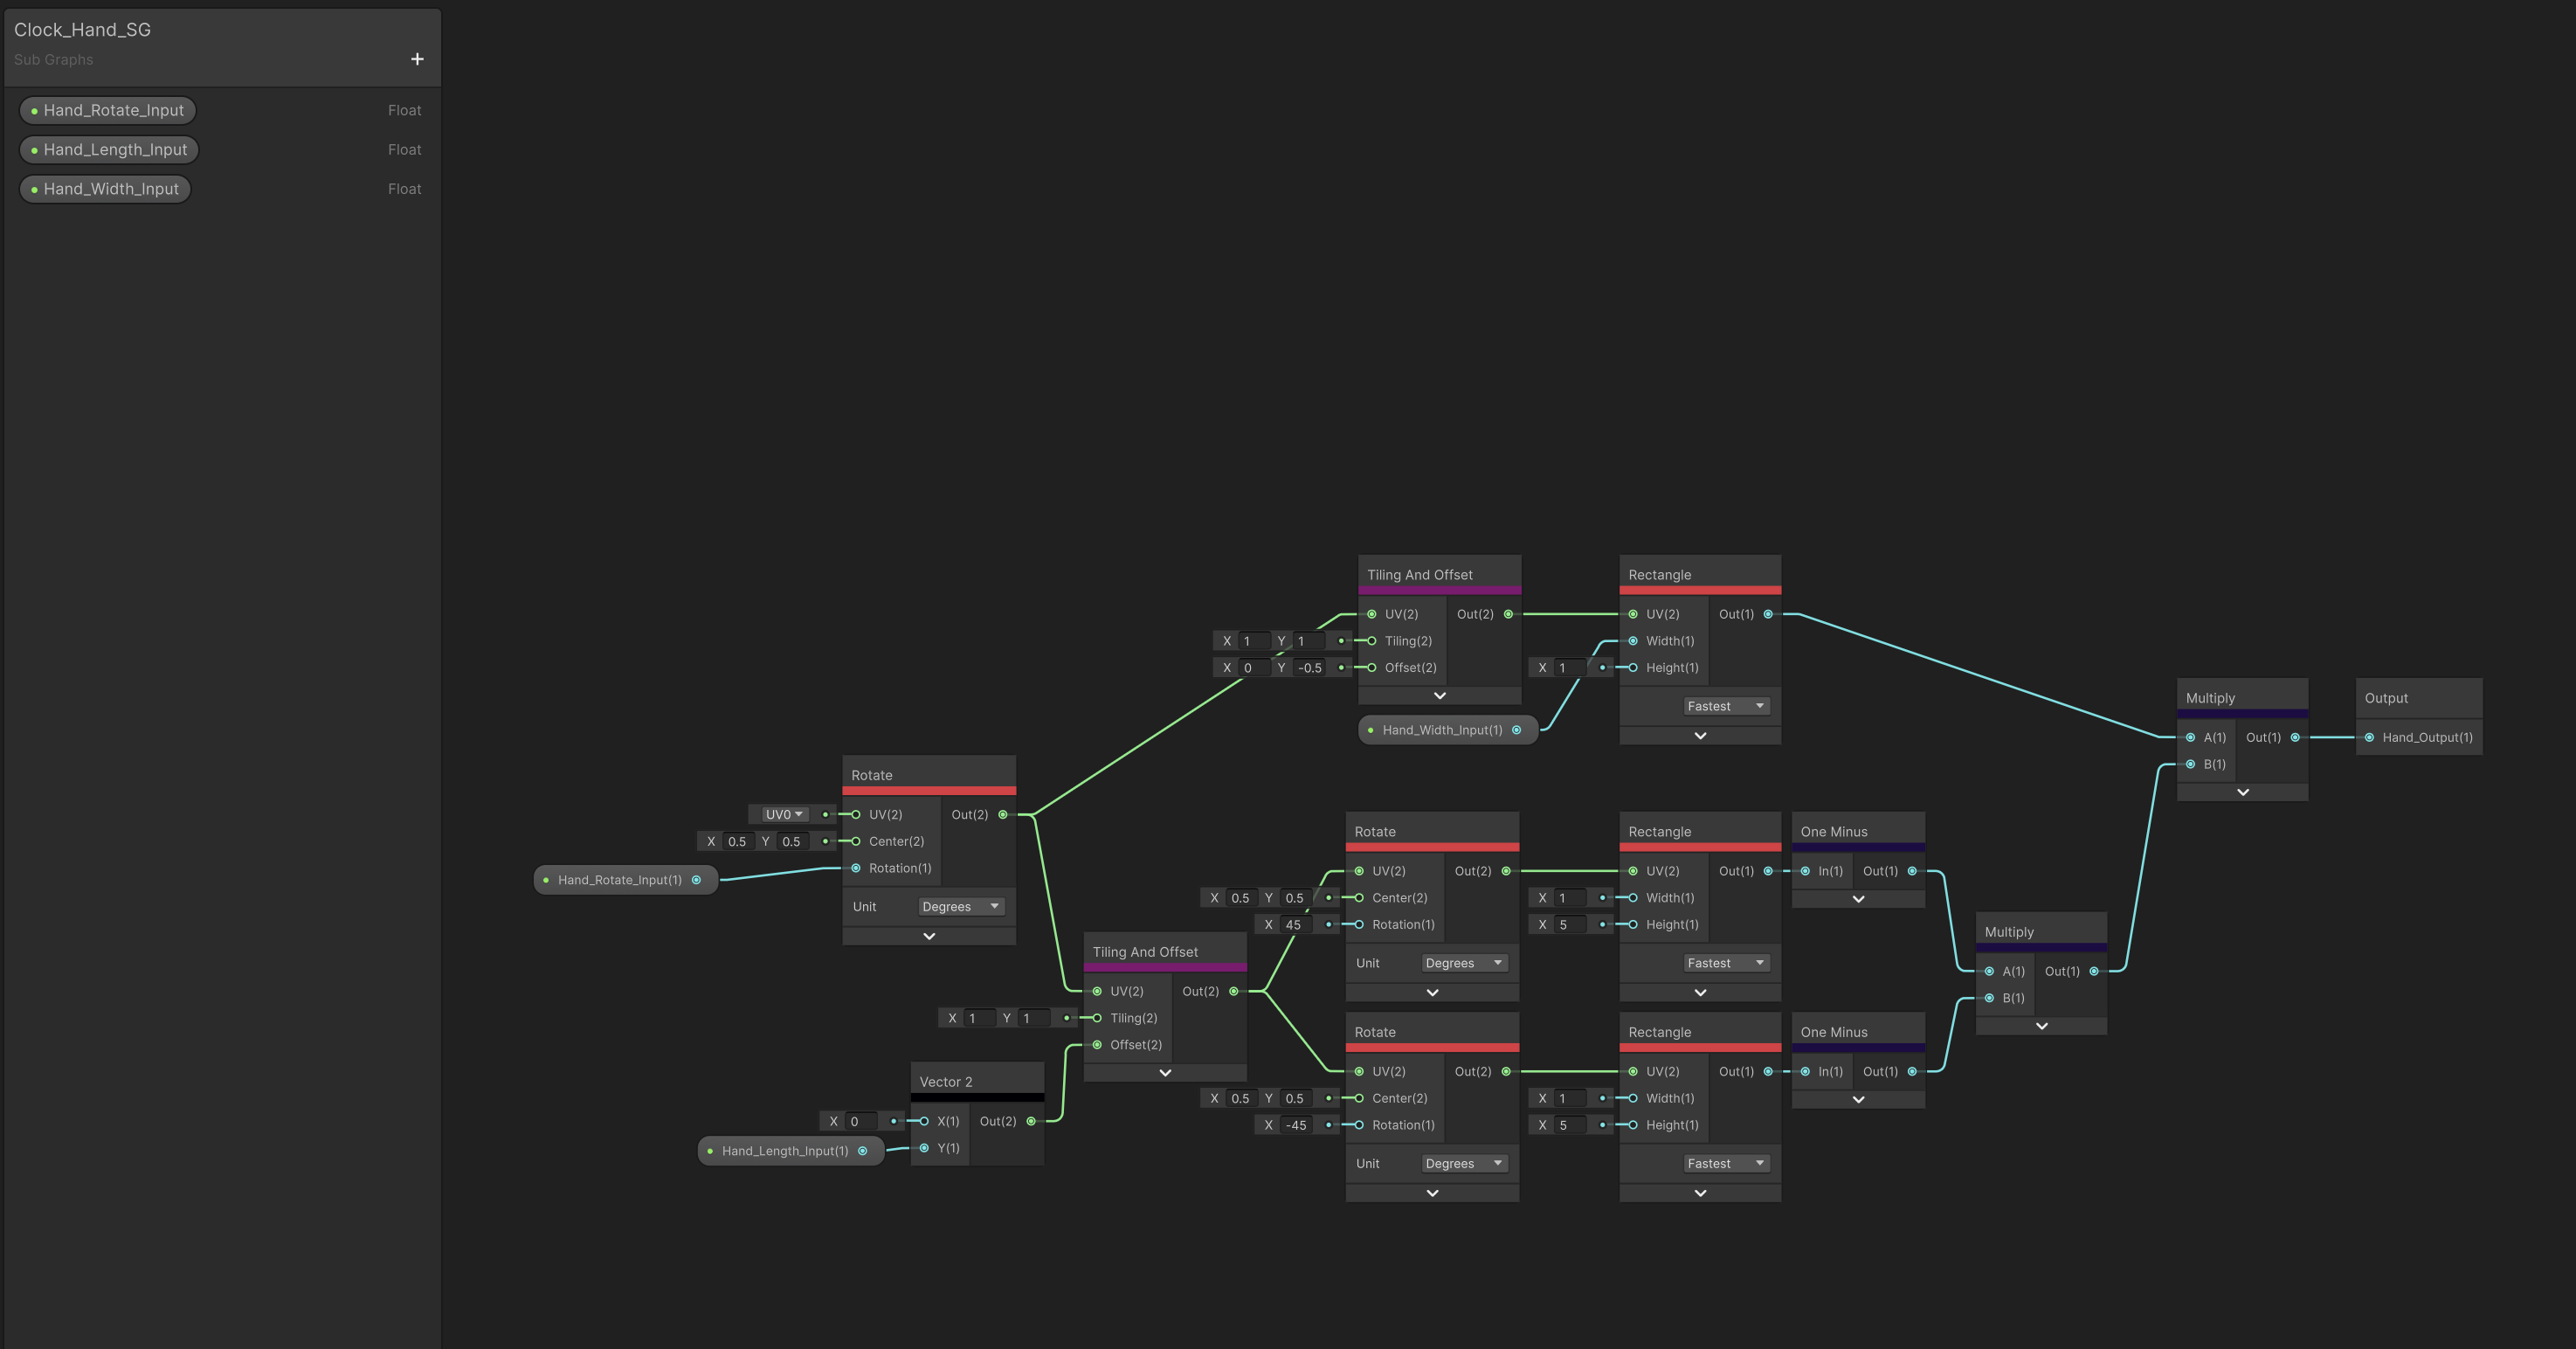 Clock_Hand_SG
Sub Graphs
+
Hand_Rotate_Input Float
Hand_Length_Input Float
Hand_Width_Input Float
Tiling And Offset
UV(2) Out(2)
X 1 Y 1 Tiling(2)
X 0 Y -0.5 Offset(2)
Hand_Width_Input(1)
Rectangle
UV(2) Out(1)
Width(1)
X 1 Height(1)
Fastest
Multiply
A(1) Out(1)
B(1)
Output
Hand_Output(1)
Rotate
UV0 UV(2) Out(2)
X 0.5 Y 0.5 Center(2)
Hand_Rotate_Input(1) Rotation(1)
Unit Degrees
Rotate
UV(2) Out(2)
X 0.5 Y 0.5 Center(2)
X 45 Rotation(1)
Unit Degrees
Rectangle
UV(2) Out(1)
X 1 Width(1)
X 5 Height(1)
Fastest
One Minus
In(1) Out(1)
Multiply
A(1) Out(1)
B(1)
Tiling And Offset
UV(2) Out(2)
X 1 Y 1 Tiling(2)
Offset(2)
Vector 2
X 0 X(1) Out(2)
Hand_Length_Input(1) Y(1)
Rotate
UV(2) Out(2)
X 0.5 Y 0.5 Center(2)
X -45 Rotation(1)
Unit Degrees
Rectangle
UV(2) Out(1)
X 1 Width(1)
X 5 Height(1)
Fastest
One Minus
In(1) Out(1)